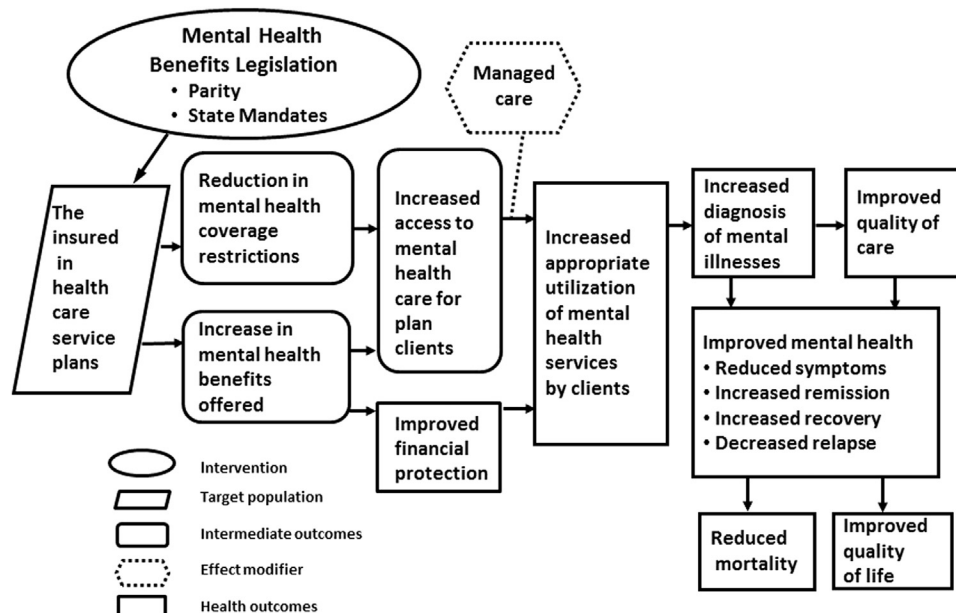 Mental Health
Benefits Legislation
• Parity
• State Mandates
Managed
care
The
insured
in
health
care
service
plans
Reduction in
mental health
coverage
restrictions
Increase in
mental health
benefits
offered
Increased
access to
mental
health
care for
plan
clients
Improved
financial
protection
Increased
appropriate
utilization
of mental
health
services
by clients
Increased
diagnosis
of mental
illnesses
Improved
quality of
care
Improved mental health
• Reduced symptoms
• Increased remission
• Increased recovery
• Decreased relapse
Reduced
mortality
Improved
quality
of life
Intervention
Target population
Intermediate outcomes
Effect modifier
Health outcomes